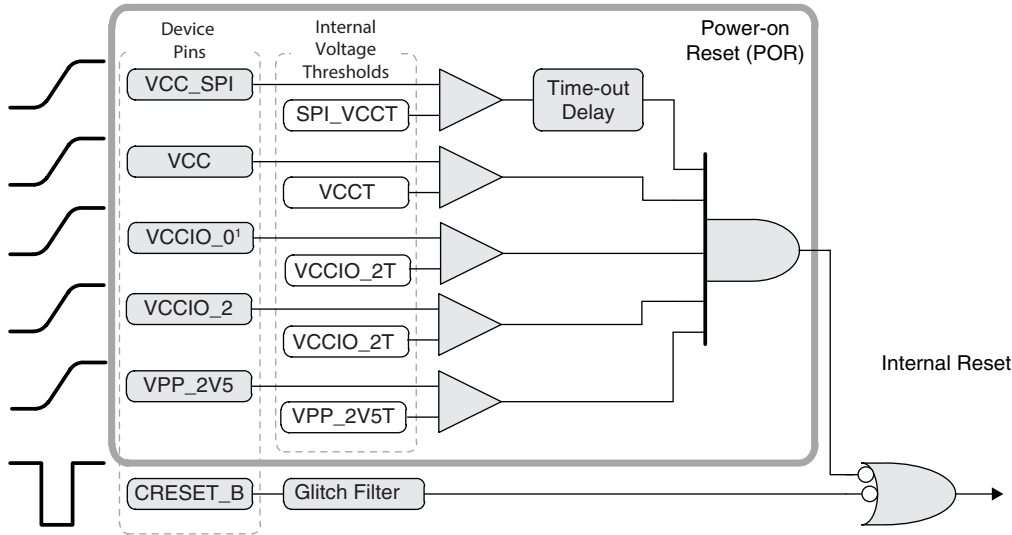 Device
Pins
Internal
Voltage
Thresholds
Power-on
Reset (POR)
VCC_SPI
SPI_VCCT
Time-out
Delay
VCC
VCCT
VCCIO_0¹
VCCIO_2T
VCCIO_2
VCCIO_2T
VPP_2V5
VPP_2V5T
Internal Reset
CRESET_B
Glitch Filter